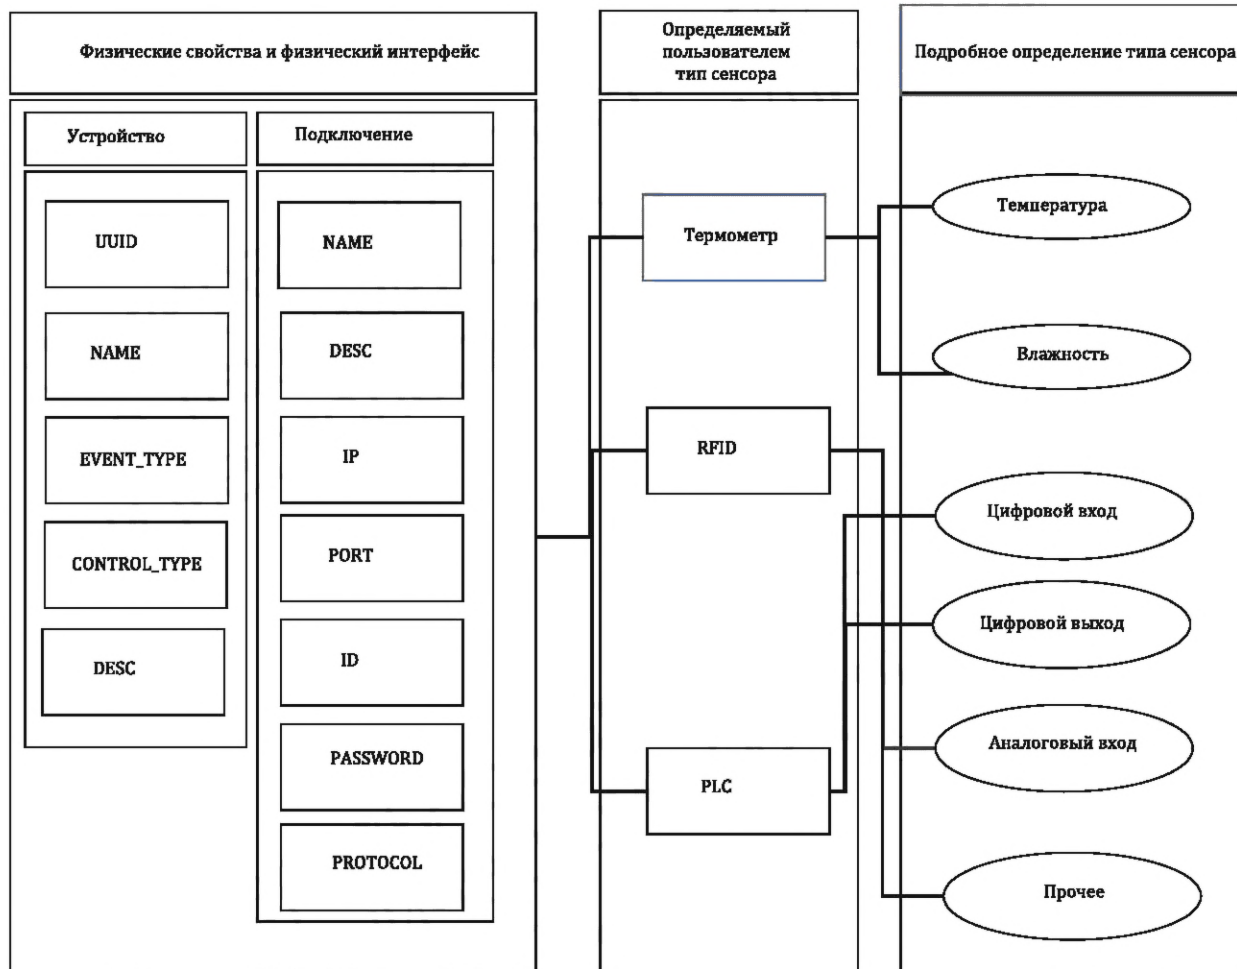 Физические свойства и физический интерфейс
Определяемый
пользователем
тип сенсора
Подробное определение типа сенсора
Устройство
Подключение
UUID
NAME
EVENT_TYPE
CONTROL_TYPE
DESC
NAME
DESC
IP
PORT
ID
PASSWORD
PROTOCOL
Термометр
RFID
PLC
Температура
Влажность
Цифровой вход
Цифровой выход
Аналоговый вход
Прочее